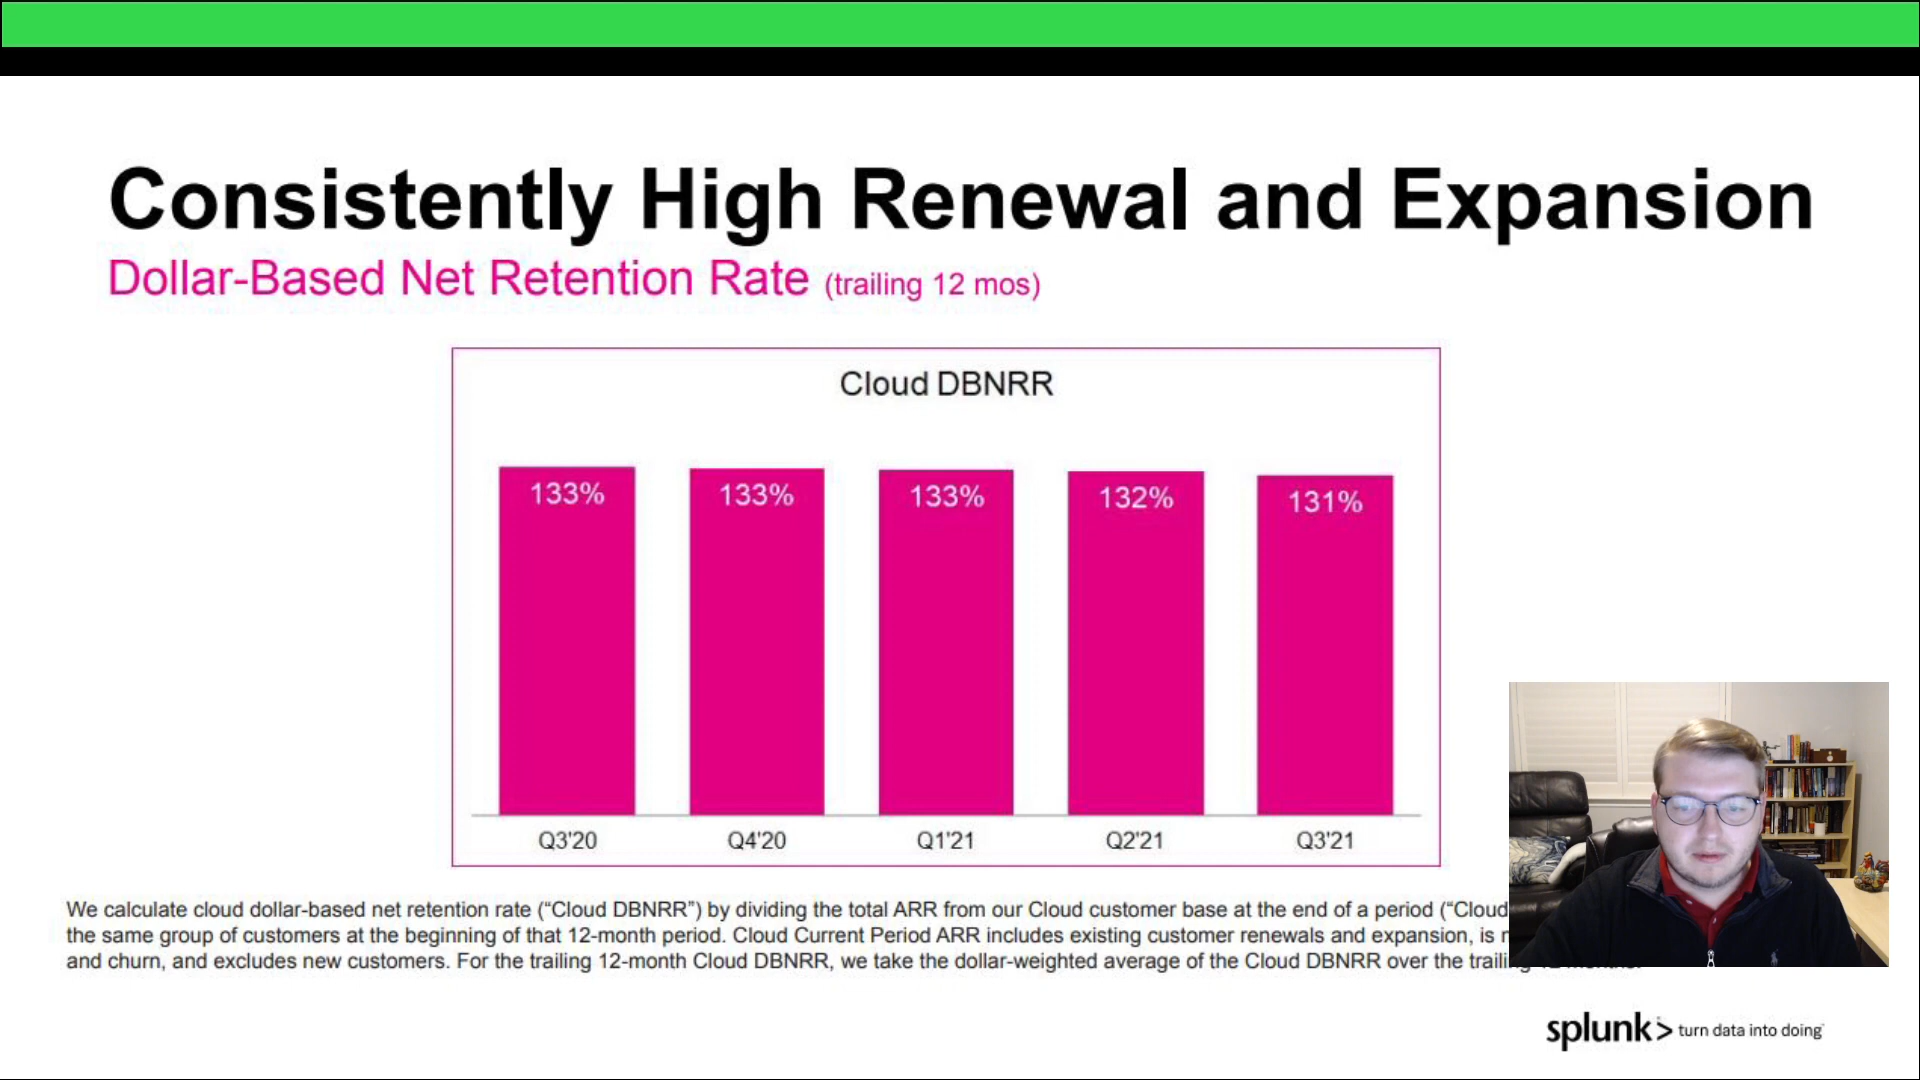 Consistently High Renewal and Expansion
Dollar-Based Net Retention Rate (trailing 12 mos)
Cloud DBNRR
133% 133% 133% 132% 131%
Q3'20 Q4'20 Q1'21 Q2'21 Q3'21
We calculate cloud dollar-based net retention rate (“Cloud DBNRR”) by dividing the total ARR from our Cloud customer base at the end of a period (“Cloud
the same group of customers at the beginning of that 12-month period. Cloud Current Period ARR includes existing customer renewals and expansion, is
and churn, and excludes new customers. For the trailing 12-month Cloud DBNRR, we take the dollar-weighted average of the Cloud DBNRR over the
splunk> turn data into doing